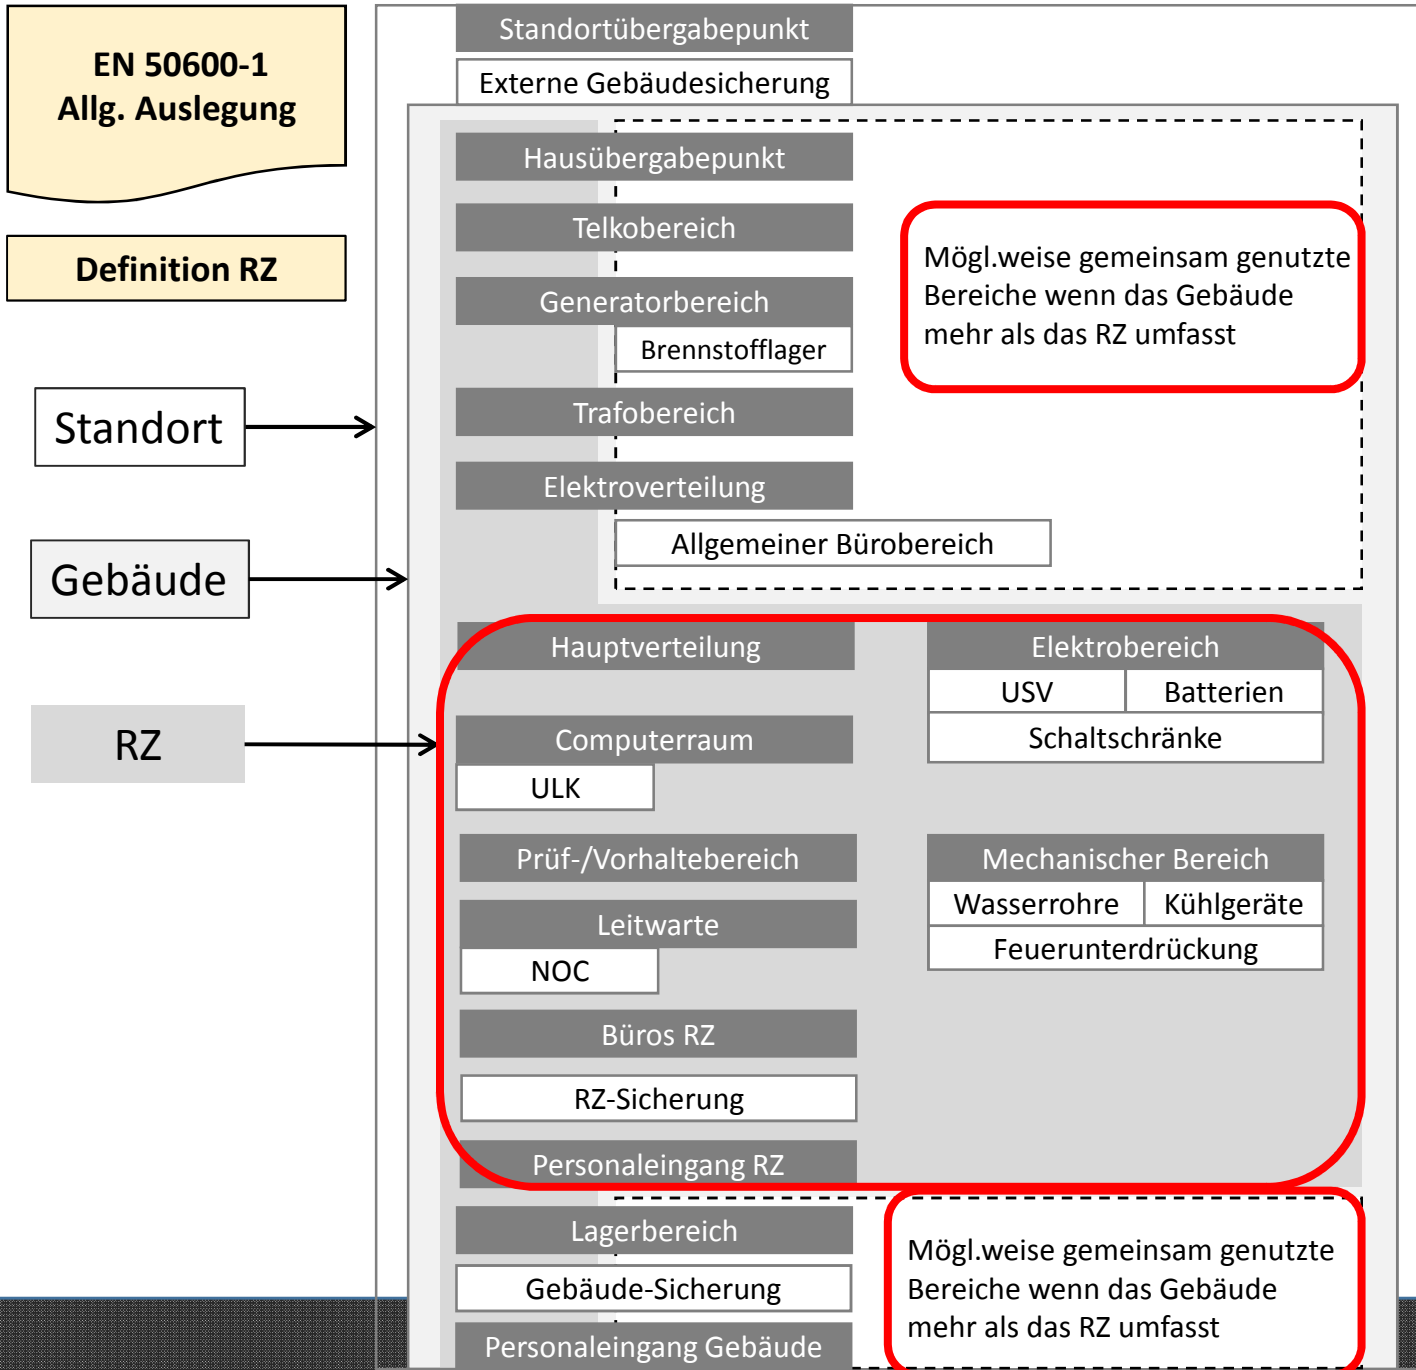 EN 50600-1
Allg. Auslegung
Definition RZ
Standort
Gebäude
RZ
Standortübergabepunkt
Externe Gebäudesicherung
Hausübergabepunkt
Telkobereich
Generatorbereich
Brennstofflager
Trafobereich
Elektroverteilung
Allgemeiner Bürobereich
Mögl.weise gemeinsam genutzte
Bereiche wenn das Gebäude
mehr als das RZ umfasst
Hauptverteilung
Computerraum
ULK
Prüf-/Vorhaltebereich
Leitwarte
NOC
Büros RZ
RZ-Sicherung
Personaleingang RZ
Elektrobereich
USV
Batterien
Schaltschränke
Mechanischer Bereich
Wasserrohre
Kühlgeräte
Feuerunterdrückung
Lagerbereich
Gebäude-Sicherung
Personaleingang Gebäude
Mögl.weise gemeinsam genutzte
Bereiche wenn das Gebäude
mehr als das RZ umfasst